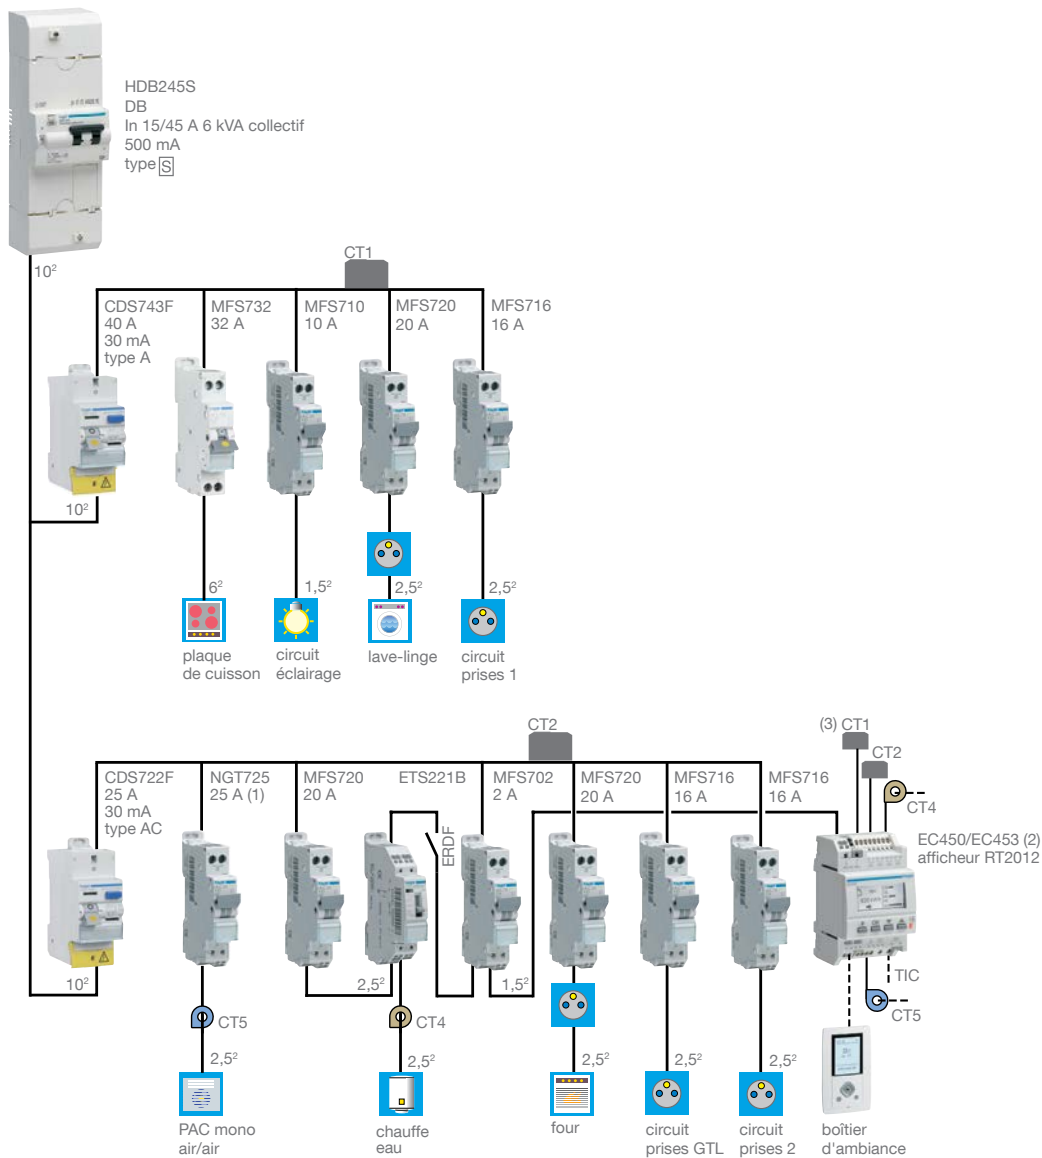 HDB245S
DB
In 15/45 A 6 kVA collectif
500 mA
type S
10²
CT1
CDS743F
40 A
30 mA
type A
MFS732
32 A
MFS710
10 A
MFS720
20 A
MFS716
16 A
10²
6²
1,5²
2,5²
2,5²
plaque
de cuisson
circuit
éclairage
lave-linge
circuit
prises 1
CT2
(3) CT1
CT2
CT4
CDS722F
25 A
30 mA
type AC
NGT725
25 A (1)
MFS720
20 A
ETS221B
ERDF
MFS702
2 A
MFS720
20 A
MFS716
16 A
MFS716
16 A
EC450/EC453 (2)
afficheur RT2012
10²
2,5²
1,5²
TIC
CT5
CT5
CT4
2,5²
2,5²
2,5²
2,5²
2,5²
PAC mono
air/air
chauffe
eau
four
circuit
prises GTL
circuit
prises 2
boîtier
d'ambiance